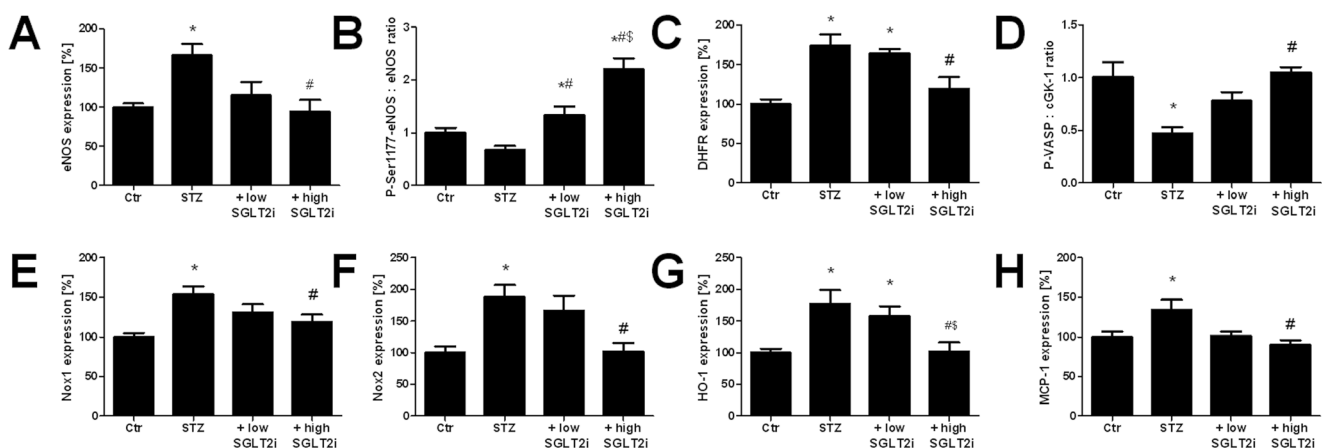 A
eNOS expression [%]
200
150
100
50
0
*
#
Ctr
STZ
+ low
SGLT2i
+ high
SGLT2i
B
P-Ser1177-eNOS : eNOS ratio
3
2
1
0
*#
*#$
Ctr
STZ
+ low
SGLT2i
+ high
SGLT2i
C
DHFR expression [%]
200
150
100
50
0
*
*
#
Ctr
STZ
+ low
SGLT2i
+ high
SGLT2i
D
P-VASP : cGK-1 ratio
1.5
1.0
0.5
0.0
*
#
Ctr
STZ
+ low
SGLT2i
+ high
SGLT2i
E
Nox1 expression [%]
200
150
100
50
0
*
#
Ctr
STZ
+ low
SGLT2i
+ high
SGLT2i
F
Nox2 expression [%]
250
200
150
100
50
0
*
#
Ctr
STZ
+ low
SGLT2i
+ high
SGLT2i
G
HO-1 expression [%]
250
200
150
100
50
0
*
*
#$
Ctr
STZ
+ low
SGLT2i
+ high
SGLT2i
H
MCP-1 expression [%]
200
150
100
50
0
*
#
Ctr
STZ
+ low
SGLT2i
+ high
SGLT2i